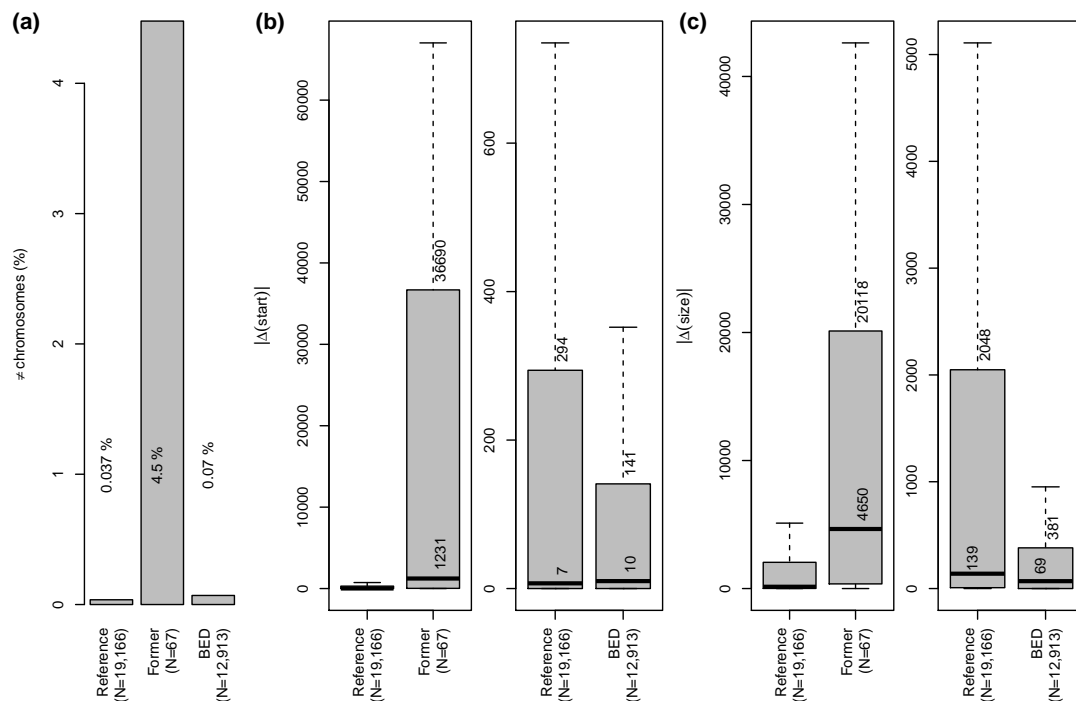 (a)
(b)
(c)
≠ chromosomes (%)
0
1
2
3
4
0.037 %
4.5 %
0.07 %
Reference
(N=19,166)
Former
(N=67)
BED
(N=12,913)
|Δ(start)|
0
10000
20000
30000
40000
50000
60000
1231
36690
Reference
(N=19,166)
Former
(N=67)
0
200
400
600
7
294
10
141
Reference
(N=19,166)
BED
(N=12,913)
|Δ(size)|
0
10000
20000
30000
40000
4650
20118
Reference
(N=19,166)
Former
(N=67)
0
1000
2000
3000
4000
5000
139
2048
69
381
Reference
(N=19,166)
BED
(N=12,913)